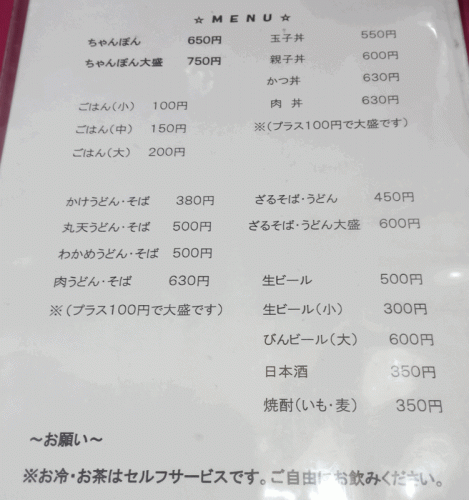 ☆ MENU ☆
ちゃんぽん 650円
ちゃんぽん大盛 750円
ごはん(小) 100円
ごはん(中) 150円
ごはん(大) 200円
玉子丼 550円
親子丼 600円
かつ丼 630円
肉 丼 630円
※(プラス100円で大盛です)
かけうどん・そば 380円
丸天うどん・そば 500円
わかめうどん・そば 500円
肉うどん・そば 630円
※(プラス100円で大盛です)
ざるそば・うどん 450円
ざるそば・うどん大盛 600円
生ビール 500円
生ビール(小) 300円
びんビール(大) 600円
日本酒 350円
焼酎(いも・麦) 350円
~お願い~
※お冷・お茶はセルフサービスです。ご自由にお飲みください。